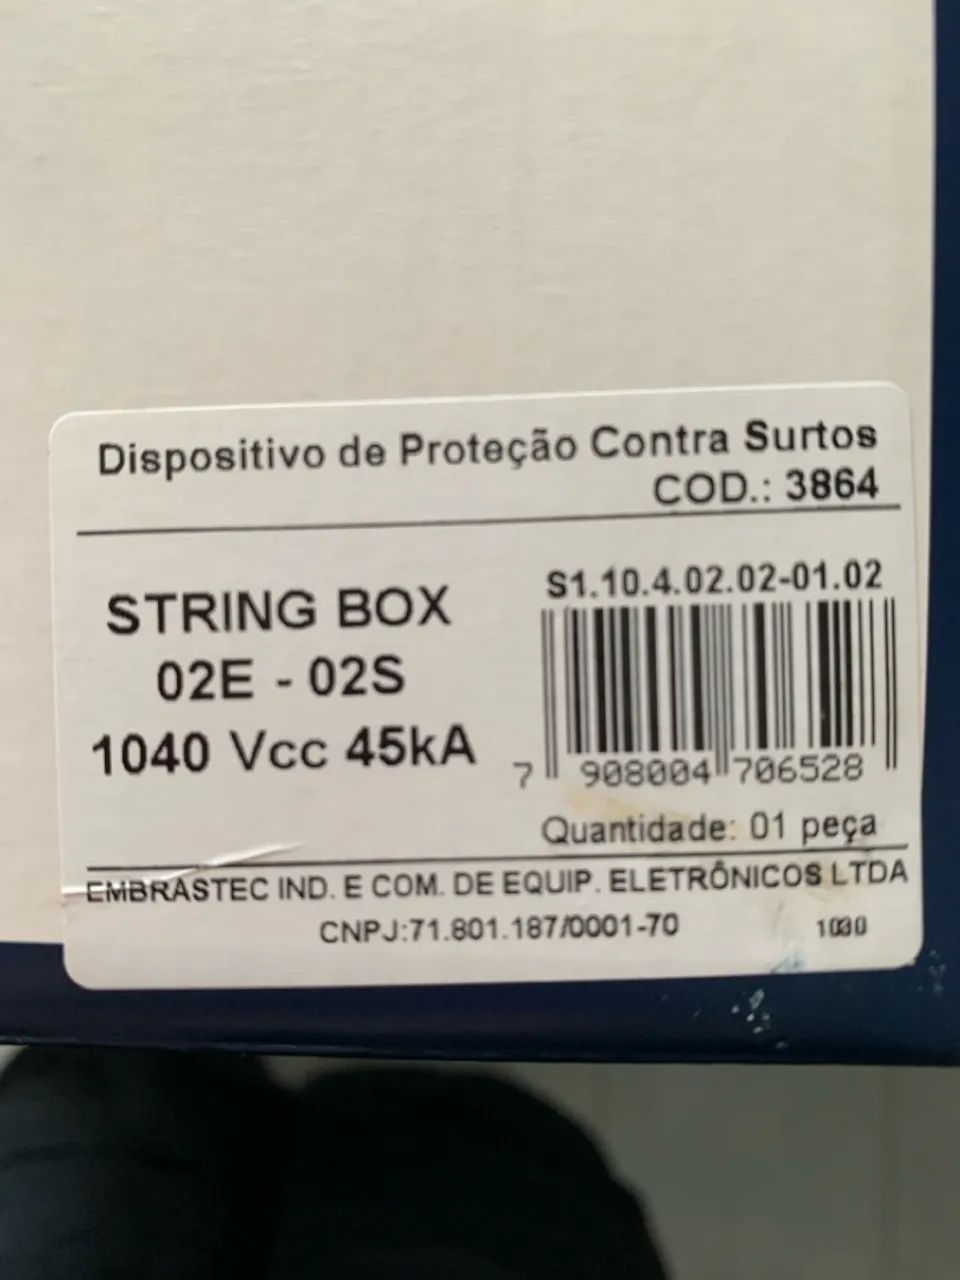 Dispositivo de Proteção Contra Surtos
COD.: 3864
STRING BOX
02E - 02S
1040 Vcc 45kA
S1.10.4.02.02-01.02
7 908004 706528
Quantidade: 01 peça
EMBRASTEC IND. E COM. DE EQUIP. ELETRÔNICOS LTDA
CNPJ:71.801.187/0001-70